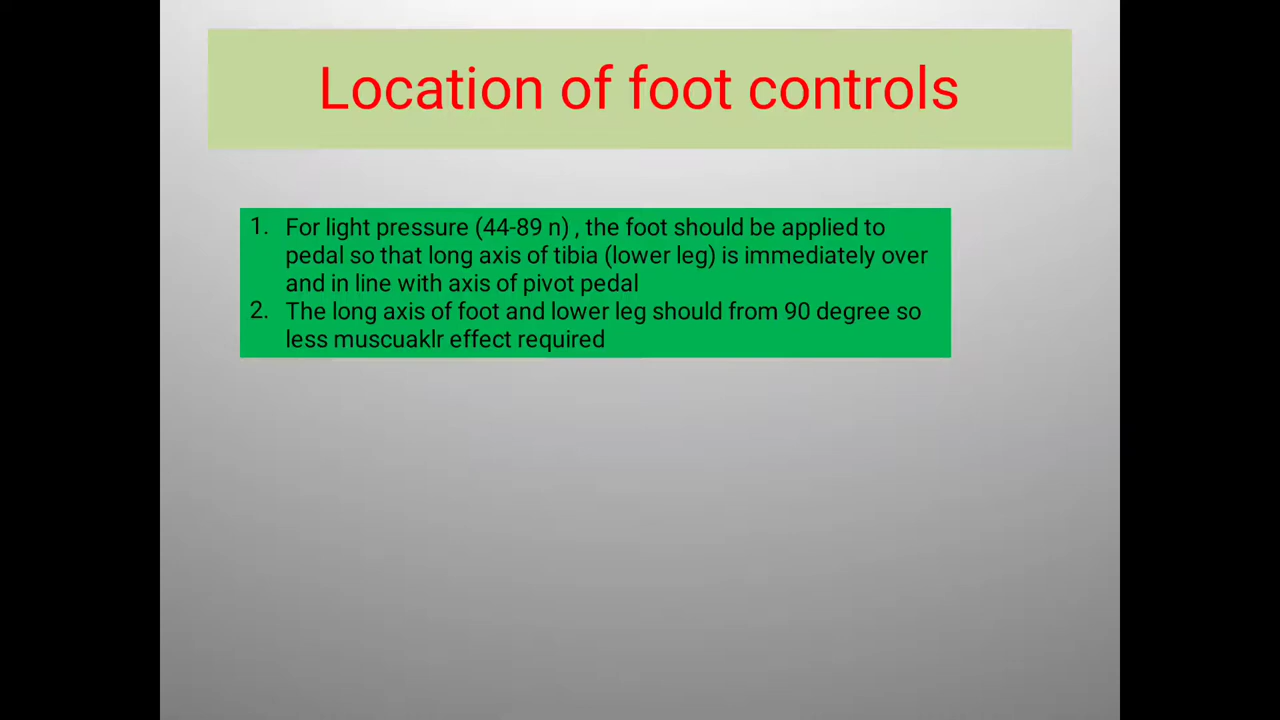 Location of foot controls
1. For light pressure (44-89 n) , the foot should be applied to
pedal so that long axis of tibia (lower leg) is immediately over
and in line with axis of pivot pedal
2. The long axis of foot and lower leg should from 90 degree so
less muscuaklr effect required